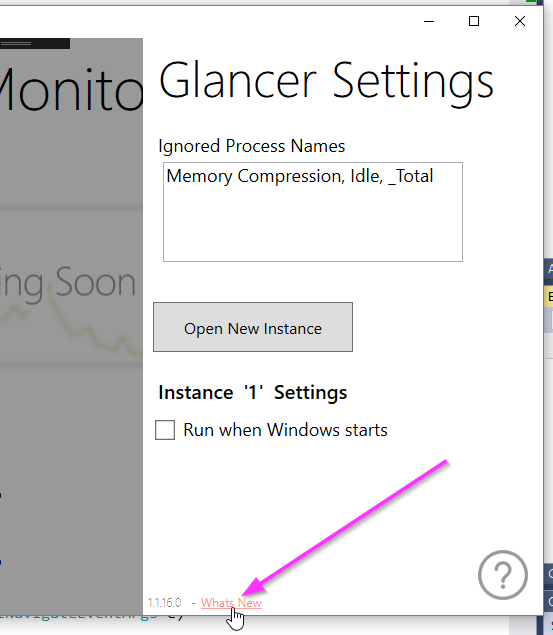 Monito
Glancer Settings
Ignored Process Names
Memory Compression, Idle, _Total
ing Soon
Open New Instance
Instance '1' Settings
Run when Windows starts
?
1.1.16.0 - Whats New